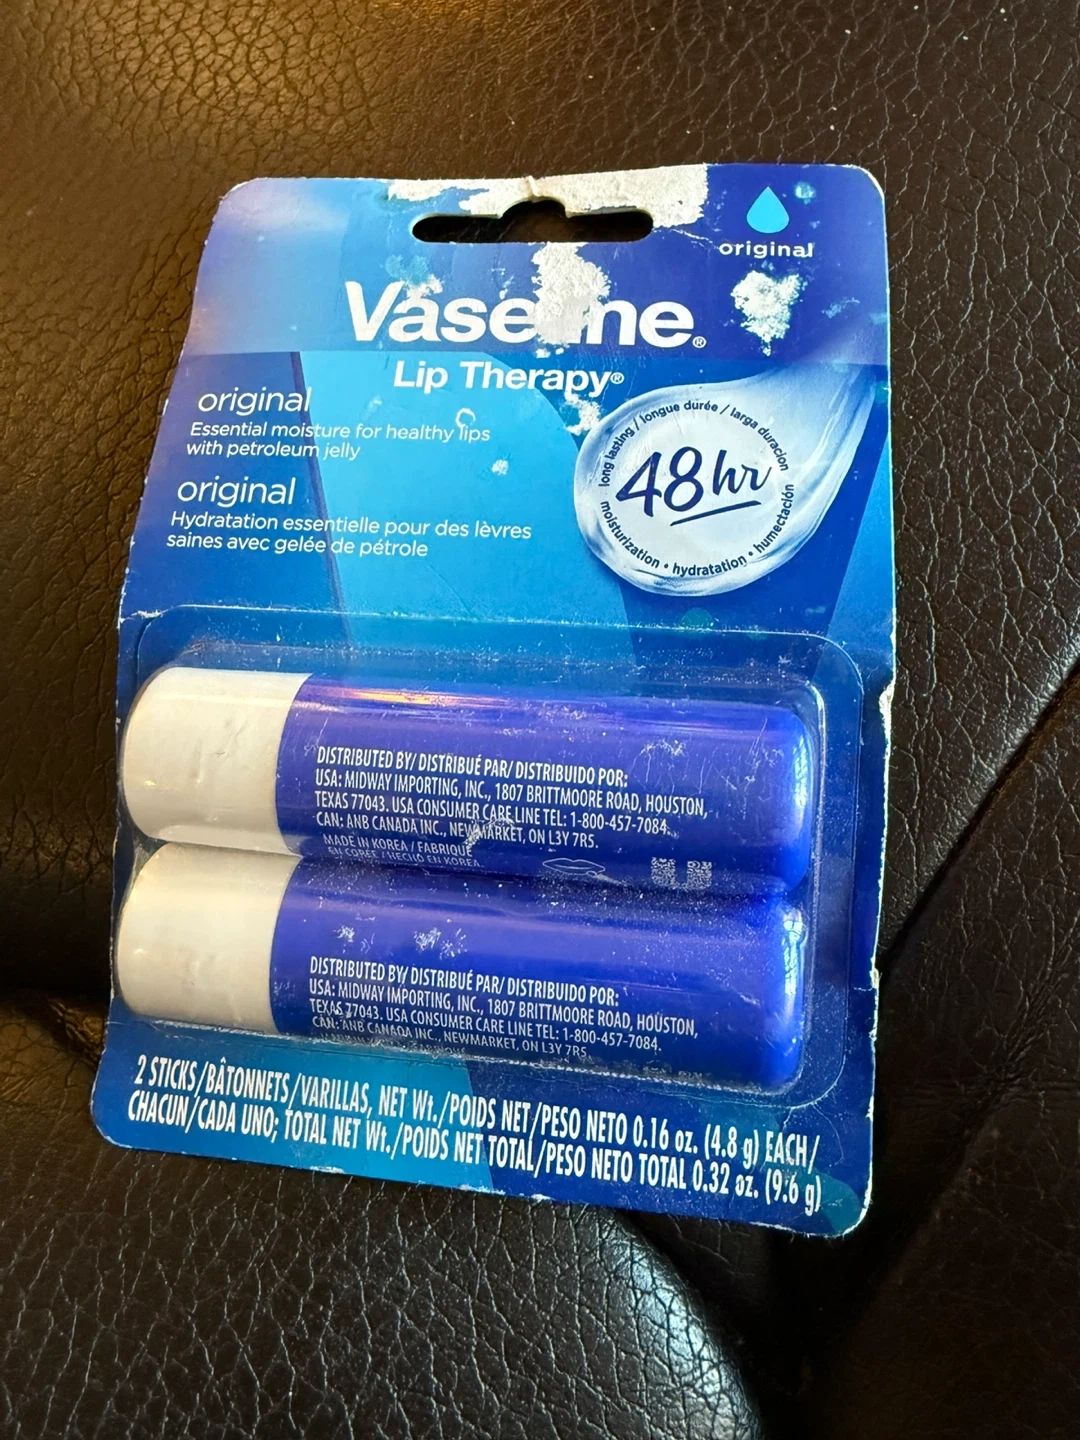 original
Vaseline®
Lip Therapy®
original
Essential moisture for healthy lips
with petroleum jelly
original
Hydratation essentielle pour des lèvres
saines avec gelée de pétrole
long lasting / longue durée / larga duración
48hr
moisturization • hydratation • humectación
DISTRIBUTED BY/ DISTRIBUÉ PAR/ DISTRIBUIDO POR:
USA: MIDWAY IMPORTING, INC., 1807 BRITTMOORE ROAD, HOUSTON,
TEXAS 77043. USA CONSUMER CARE LINE TEL: 1-800-457-7084.
CAN: ANB CANADA INC., NEWMARKET, ON L3Y 7R5.
MADE IN KOREA / FABRIQUÉ
EN CORÉE / HECHO EN KOREA.
DISTRIBUTED BY/ DISTRIBUÉ PAR/ DISTRIBUIDO POR:
USA: MIDWAY IMPORTING, INC., 1807 BRITTMOORE ROAD, HOUSTON,
TEXAS 77043. USA CONSUMER CARE LINE TEL: 1-800-457-7084.
CAN: ANB CANADA INC., NEWMARKET, ON L3Y 7R5.
2 STICKS/BÂTONNETS/VARILLAS, NET Wt./POIDS NET/PESO NETO 0.16 oz. (4.8 g) EACH/
CHACUN/CADA UNO; TOTAL NET Wt./POIDS NET TOTAL/PESO NETO TOTAL 0.32 oz. (9.6 g)